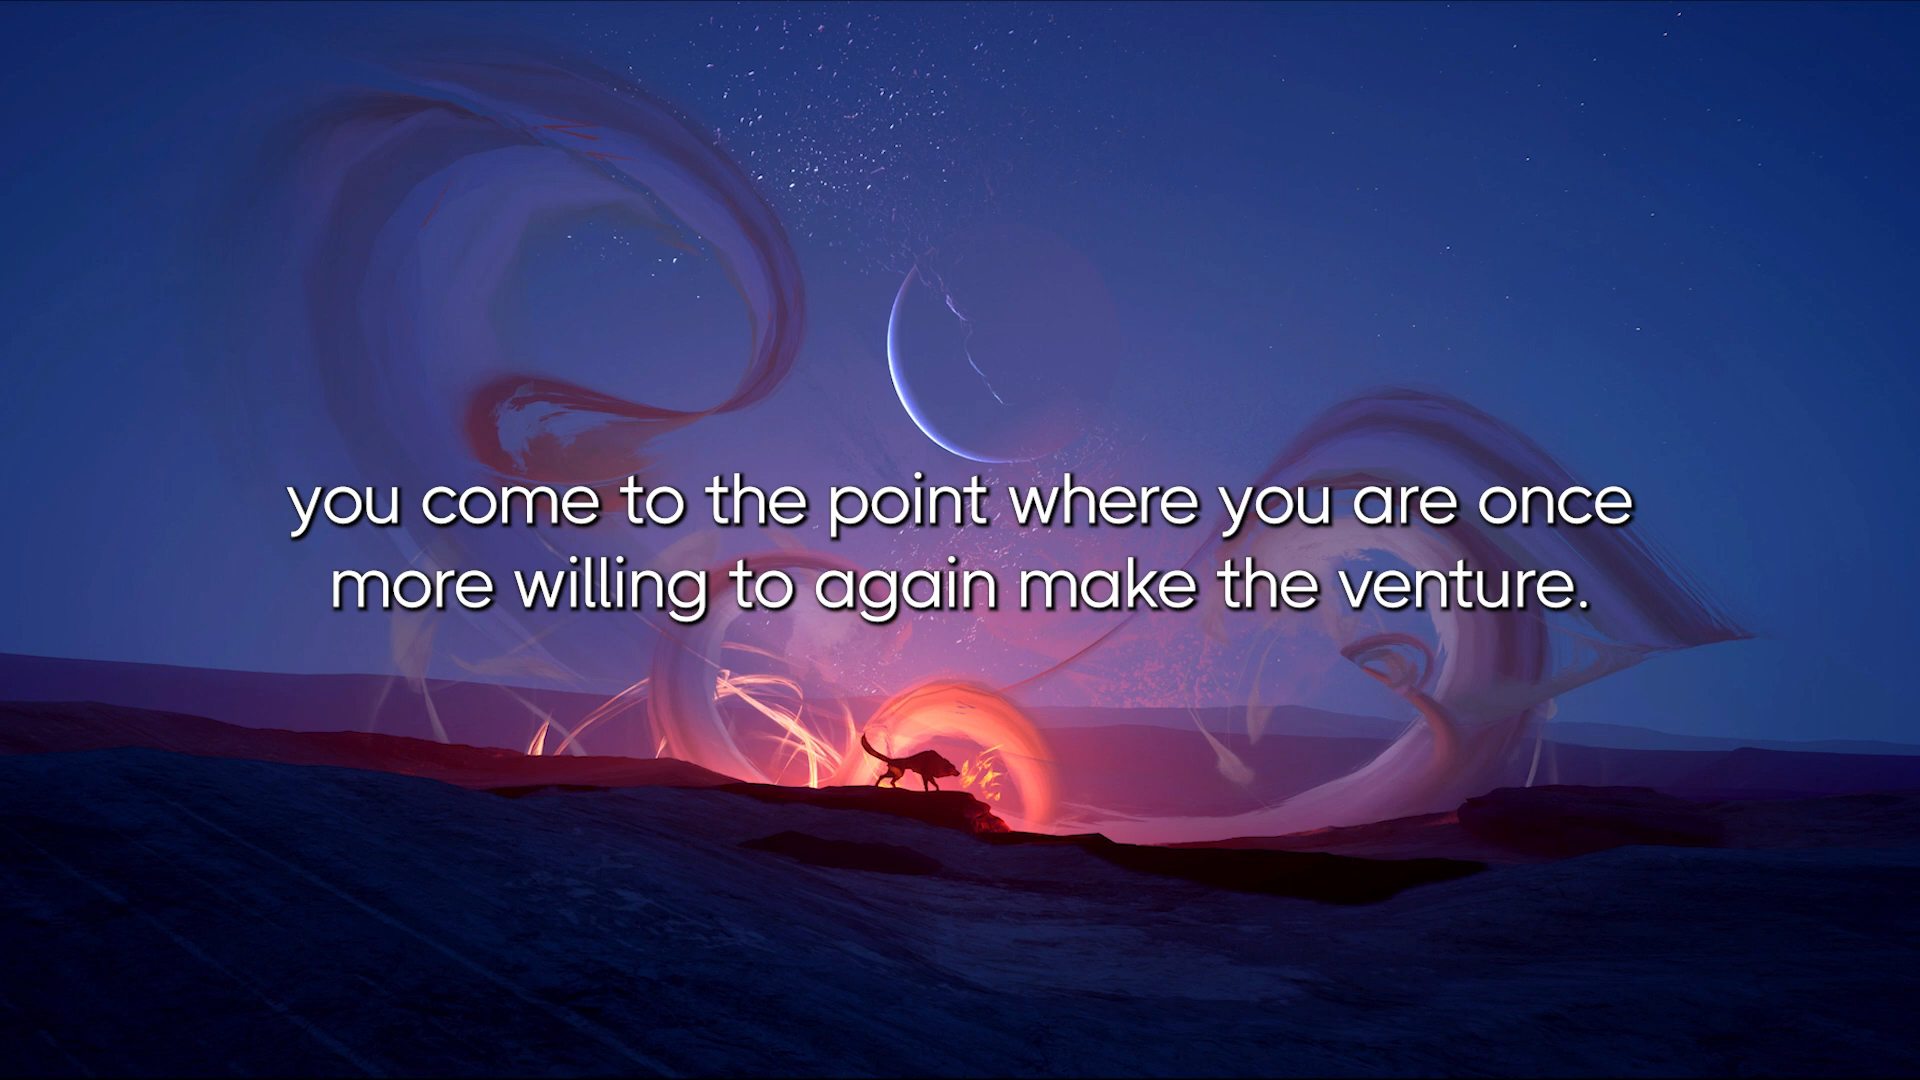 you come to the point where you are once
more willing to again make the venture.